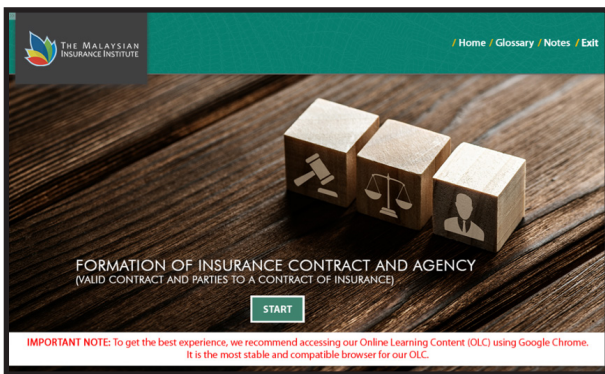 THE MALAYSIAN
INSURANCE INSTITUTE
/ Home / Glossary / Notes / Exit
FORMATION OF INSURANCE CONTRACT AND AGENCY
(VALID CONTRACT AND PARTIES TO A CONTRACT OF INSURANCE)
START
IMPORTANT NOTE: To get the best experience, we recommend accessing our Online Learning Content (OLC) using Google Chrome.
It is the most stable and compatible browser for our OLC.